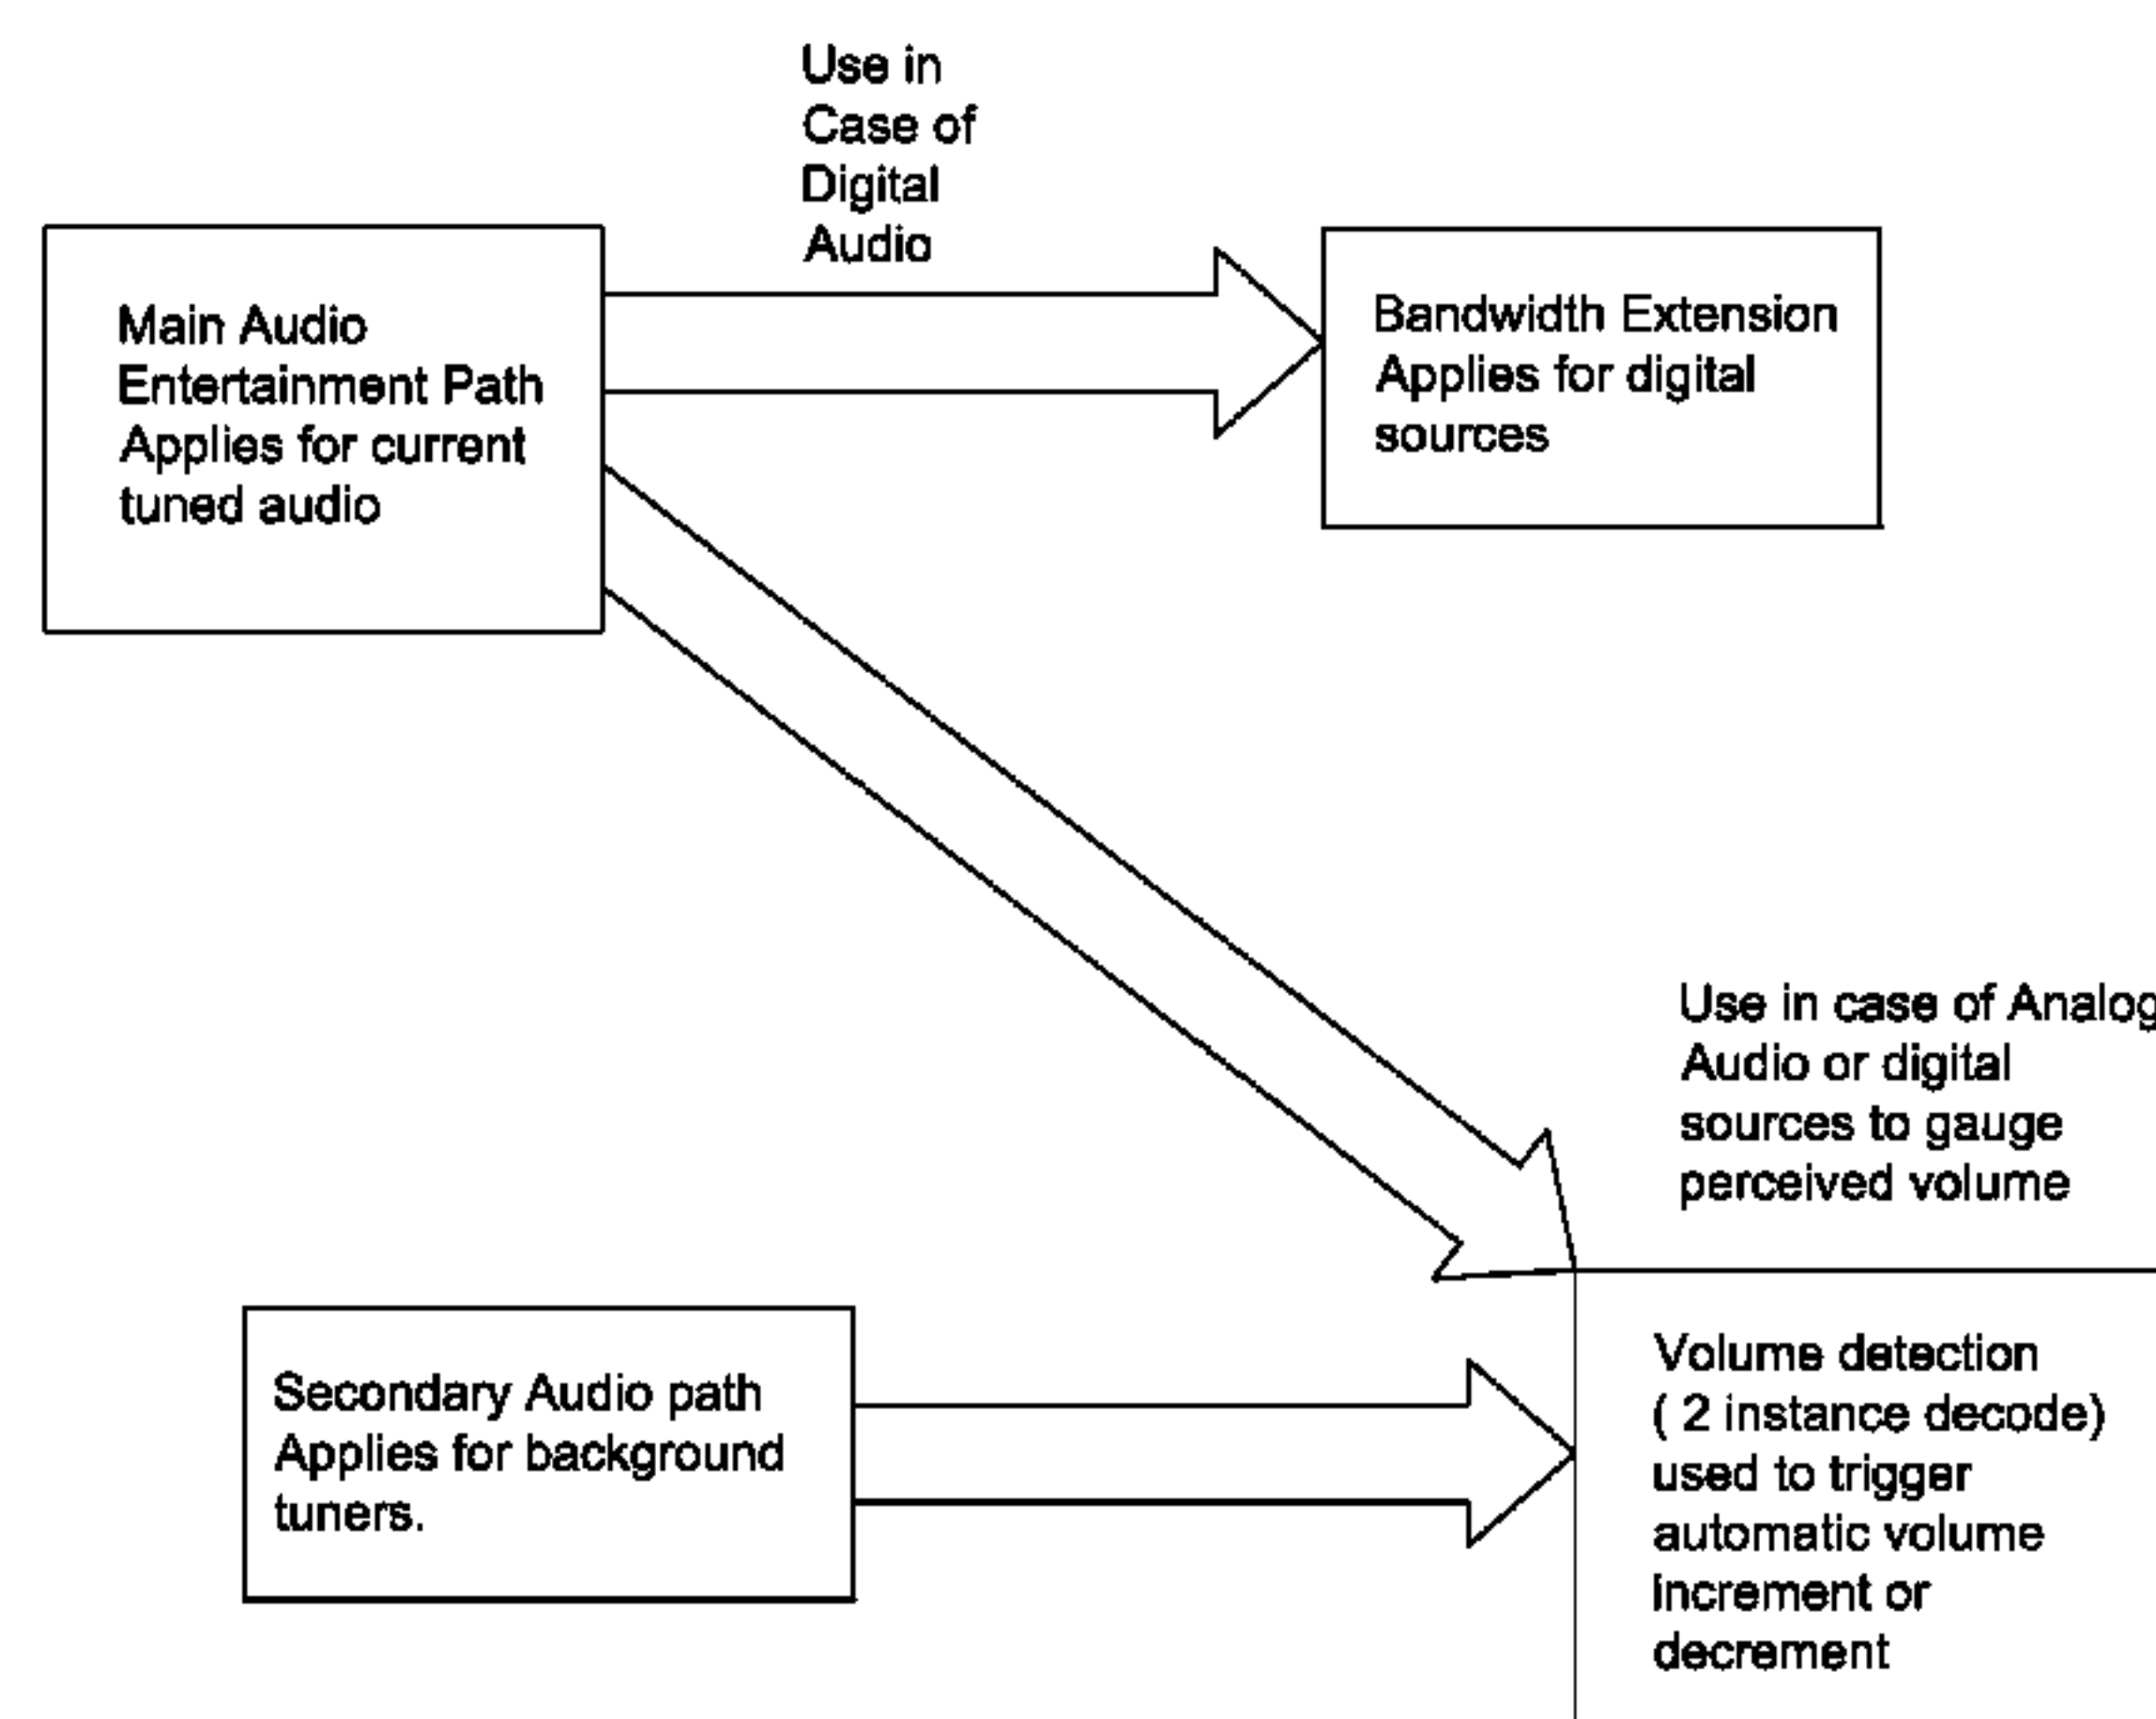 Use in
Case of
Digital
Audio
Main Audio
Entertainment Path
Applies for current
tuned audio
Bandwidth Extension
Applies for digital
sources
Use in case of Analog
Audio or digital
sources to gauge
perceived volume
Secondary Audio path
Applies for background
tuners.
Volume detection
( 2 instance decode)
used to trigger
automatic volume
increment or
decrement